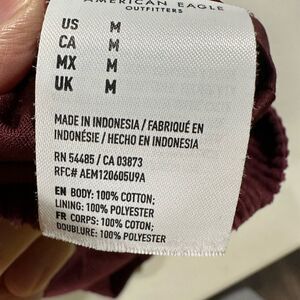 AMERICAN EAGLE
OUTFITTERS
US M
CA M
MX M
UK M
MADE IN INDONESIA / FABRIQUÉ EN
INDONÉSIE / HECHO EN INDONESIA
RN 54485 / CA 03873
RFC# AEM120605U9A
EN BODY: 100% COTTON;
LINING: 100% POLYESTER
FR CORPS: 100% COTON;
DOUBLURE: 100% POLYESTER